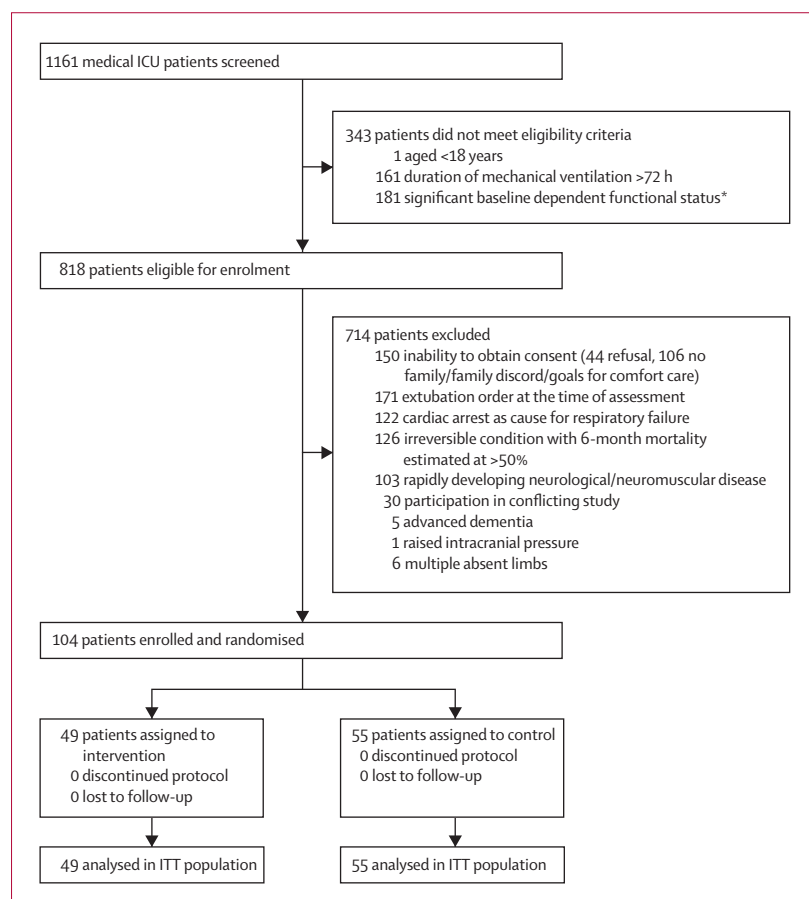 1161 medical ICU patients screened
343 patients did not meet eligibility criteria
1 aged <18 years
161 duration of mechanical ventilation >72 h
181 significant baseline dependent functional status*
818 patients eligible for enrolment
714 patients excluded
150 inability to obtain consent (44 refusal, 106 no
family/family discord/goals for comfort care)
171 extubation order at the time of assessment
122 cardiac arrest as cause for respiratory failure
126 irreversible condition with 6-month mortality
estimated at >50%
103 rapidly developing neurological/neuromuscular disease
30 participation in conflicting study
5 advanced dementia
1 raised intracranial pressure
6 multiple absent limbs
104 patients enrolled and randomised
49 patients assigned to
intervention
0 discontinued protocol
0 lost to follow-up
55 patients assigned to control
0 discontinued protocol
0 lost to follow-up
49 analysed in ITT population
55 analysed in ITT population